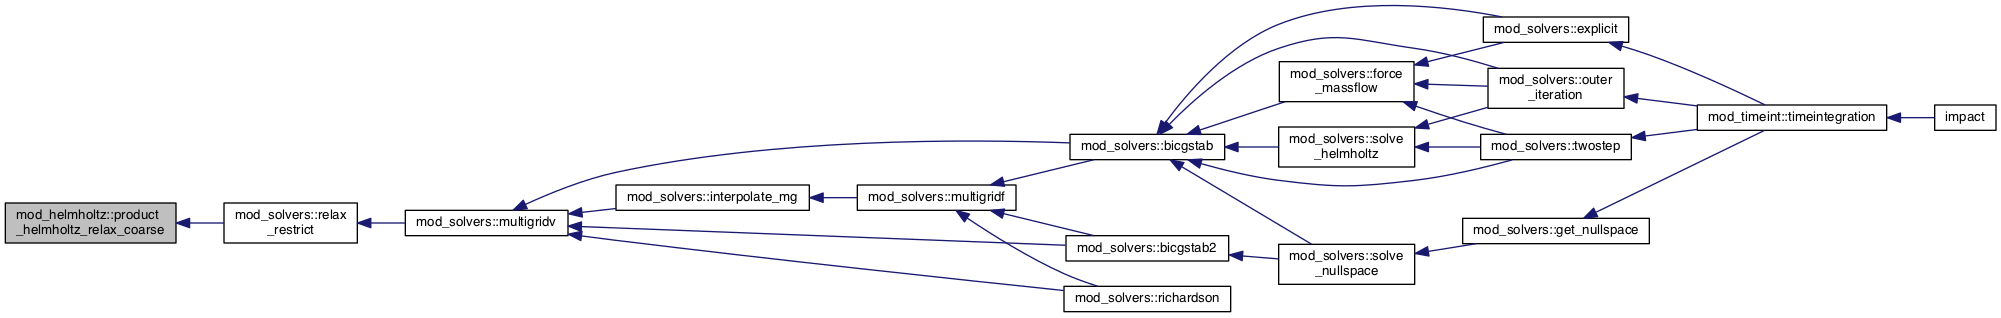 mod_helmholtz::product
_helmholtz_relax_coarse
mod_solvers::relax
_restrict
mod_solvers::multigridv
mod_solvers::interpolate_mg
mod_solvers::multigridf
mod_solvers::bicgstab
mod_solvers::bicgstab2
mod_solvers::richardson
mod_solvers::force
_massflow
mod_solvers::solve
_helmholtz
mod_solvers::solve
_nullspace
mod_solvers::explicit
mod_solvers::outer
_iteration
mod_solvers::twostep
mod_solvers::get_nullspace
mod_timeint::timeintegration
impact